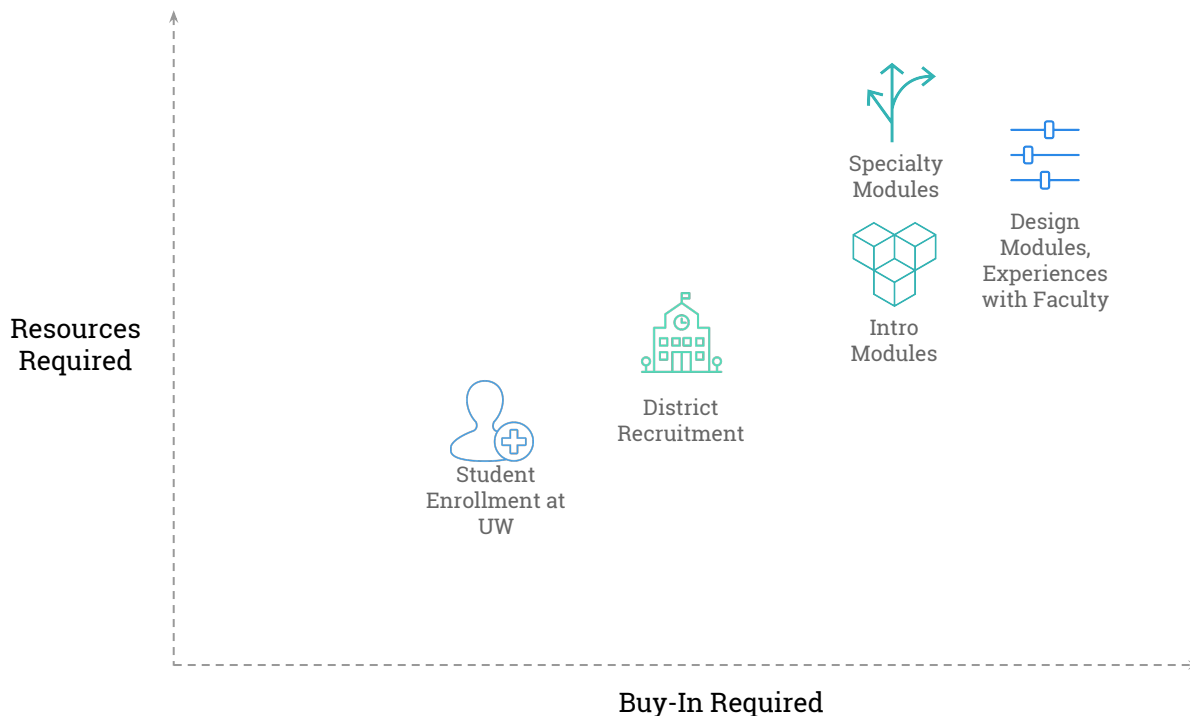 Specialty
Modules
Design
Modules,
Experiences
with Faculty
Resources
Required
Intro
Modules
District
Recruitment
Student
Enrollment at
UW
Buy-In Required